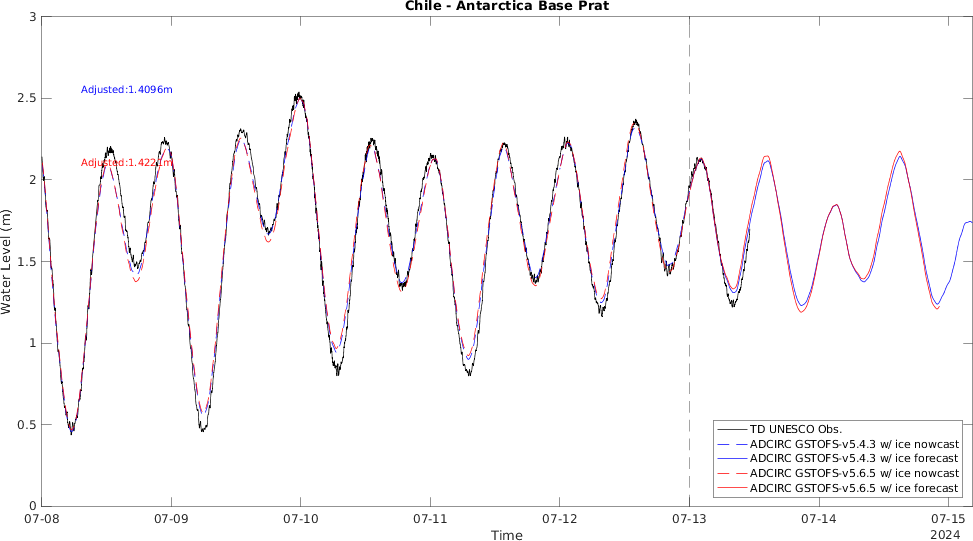 Chile - Antarctica Base Prat
3
2.5
2
1.5
1
0.5
0
Water Level (m)
Adjusted:1.4096m
TD UNESCO Obs.
ADCIRC GSTOFS-v5.4.3 w/ ice nowcast
ADCIRC GSTOFS-v5.4.3 w/ ice forecast
ADCIRC GSTOFS-v5.6.5 w/ ice nowcast
ADCIRC GSTOFS-v5.6.5 w/ ice forecast
07-08 07-09 07-10 07-11 07-12 07-13 07-14 07-15
Time
2024